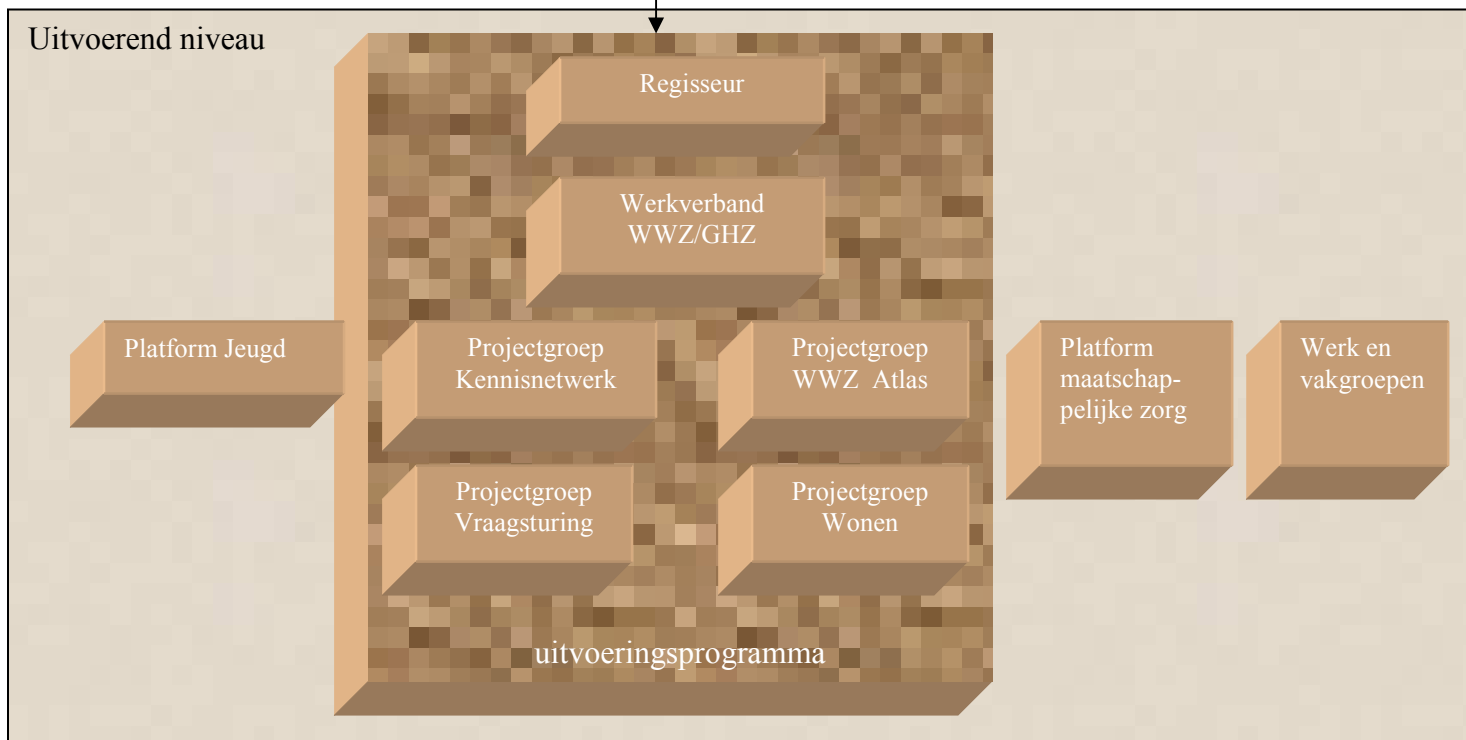 Uitvoerend niveau
Regisseur
Werkverband
WWZ/GHZ
Platform Jeugd
Projectgroep
Kennisnetwerk
Projectgroep
WWZ Atlas
Platform
maatschap-
pelijke zorg
Werk en
vakgroepen
Projectgroep
Vraagsturing
Projectgroep
Wonen
uitvoeringsprogramma